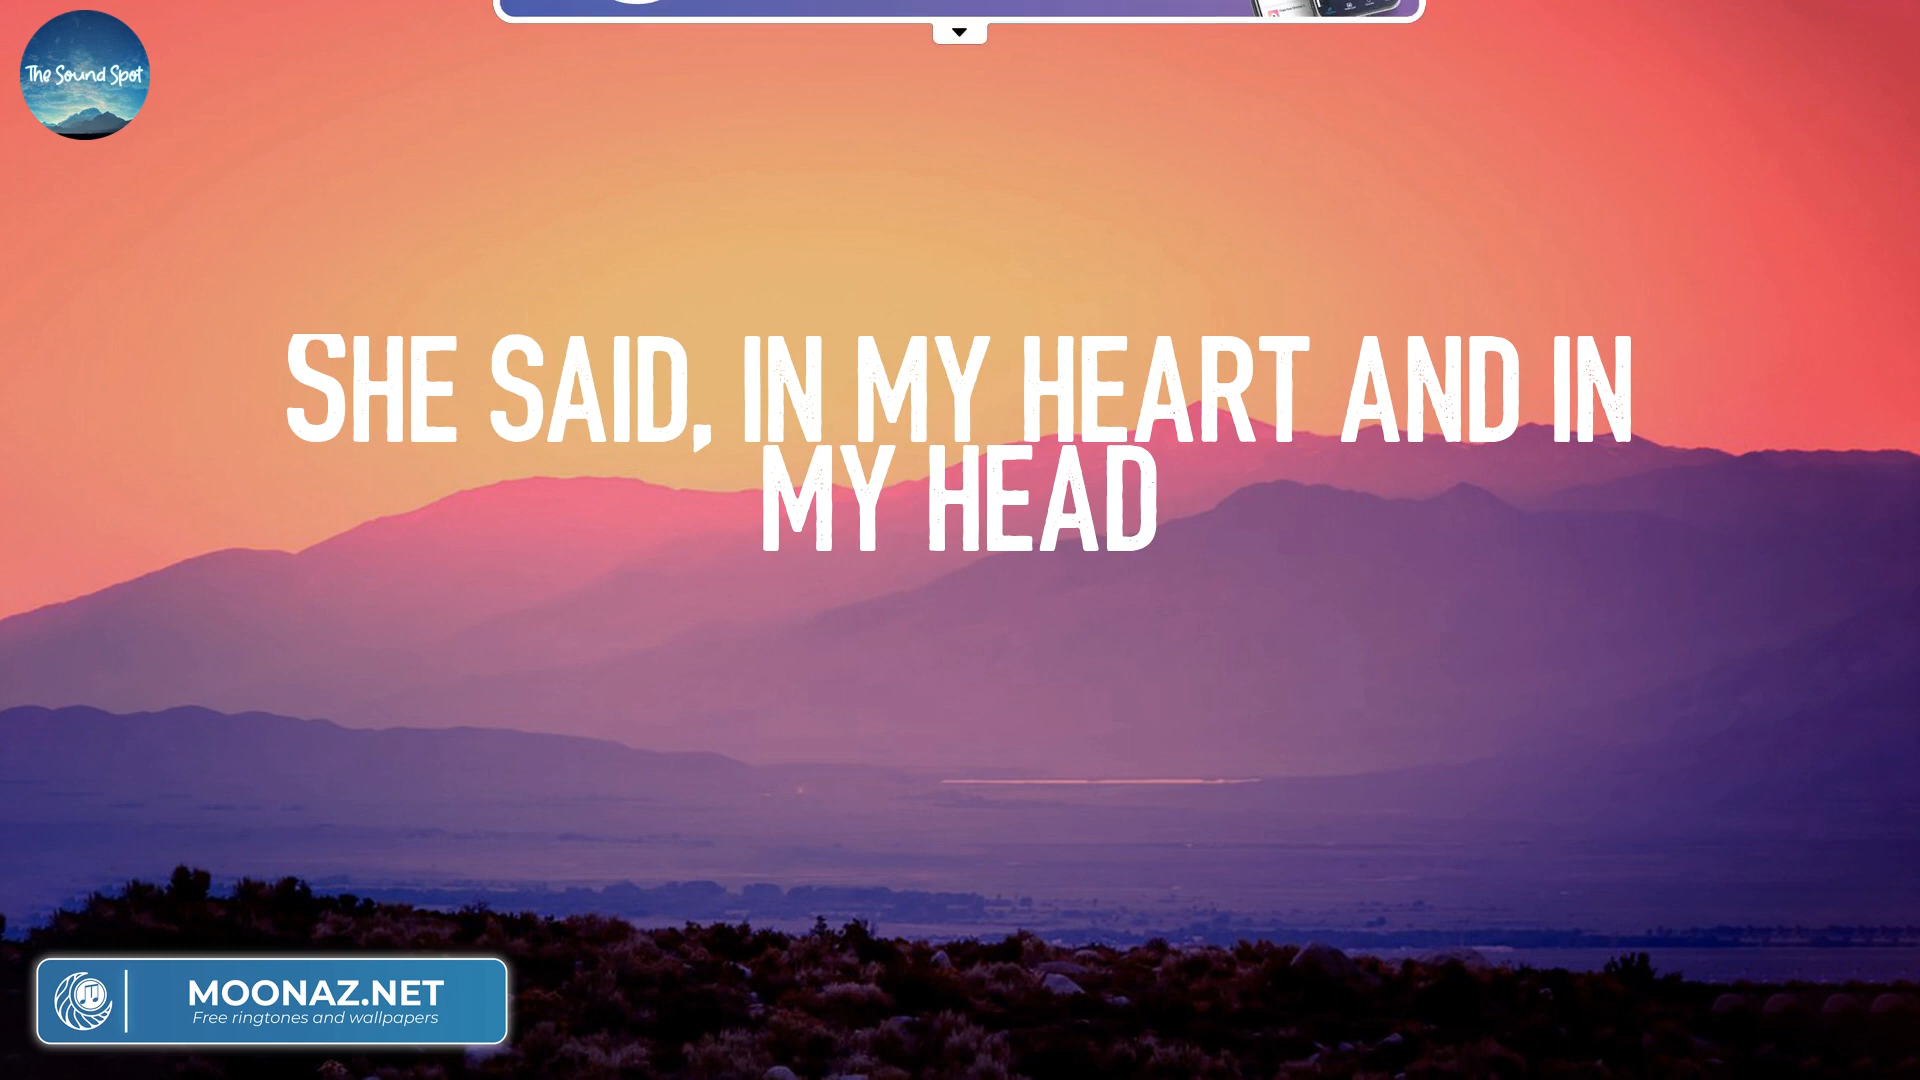 The Sound Spot
SHE SAID, IN MY HEART AND IN
MY HEAD
MOONAZ.NET
Free ringtones and wallpapers